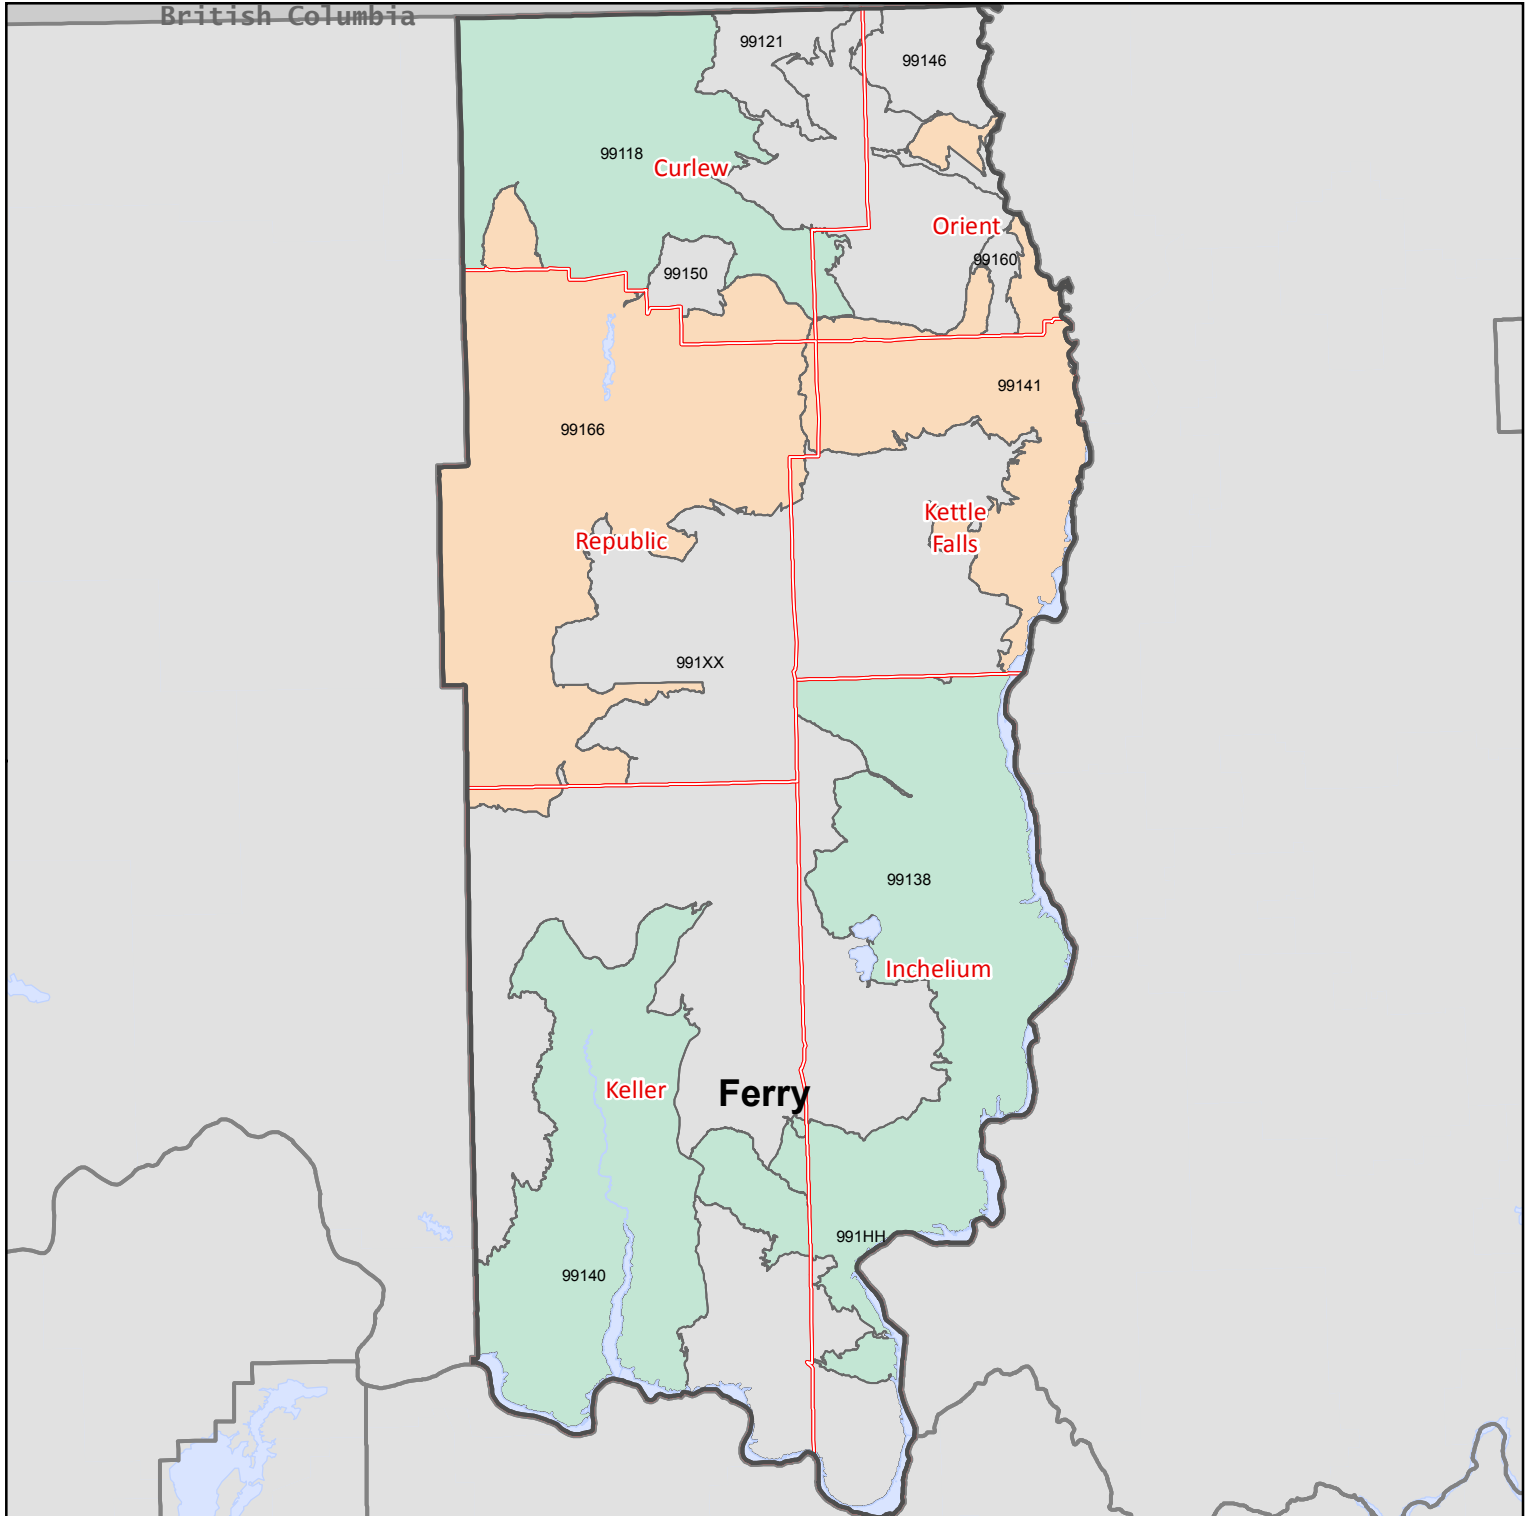 British Columbia
99121
99146
99118
Curlew
Orient
99160
99150
99141
99166
Kettle
Falls
Republic
991XX
99138
Inchelium
Keller
Ferry
991HH
99140